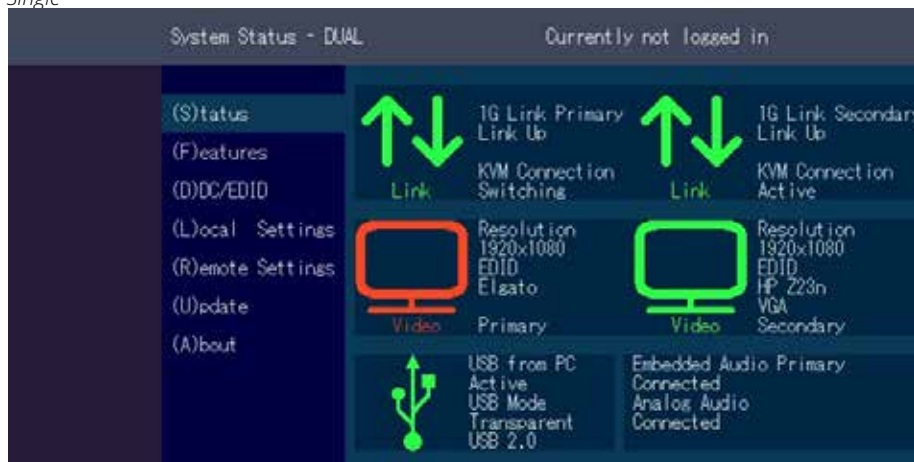 Single
System Status - DUAL
Currently not logged in
(S)tatus
(F)eatures
(D)DC/EDID
(L)ocal Settings
(R)emote Settings
(U)pdate
(A)bout
Link
1G Link Primary
Link Up
KVM Connection
Switching
Link
1G Link Secondary
Link Up
KVM Connection
Active
Video
Resolution
1920x1080
EDID
Elgato
Primary
Video
Resolution
1920x1080
EDID
HP Z23n
VGA
Secondary
USB from PC
Active
USB Mode
Transparent
USB 2.0
Embedded Audio Primary
Connected
Analog Audio
Connected